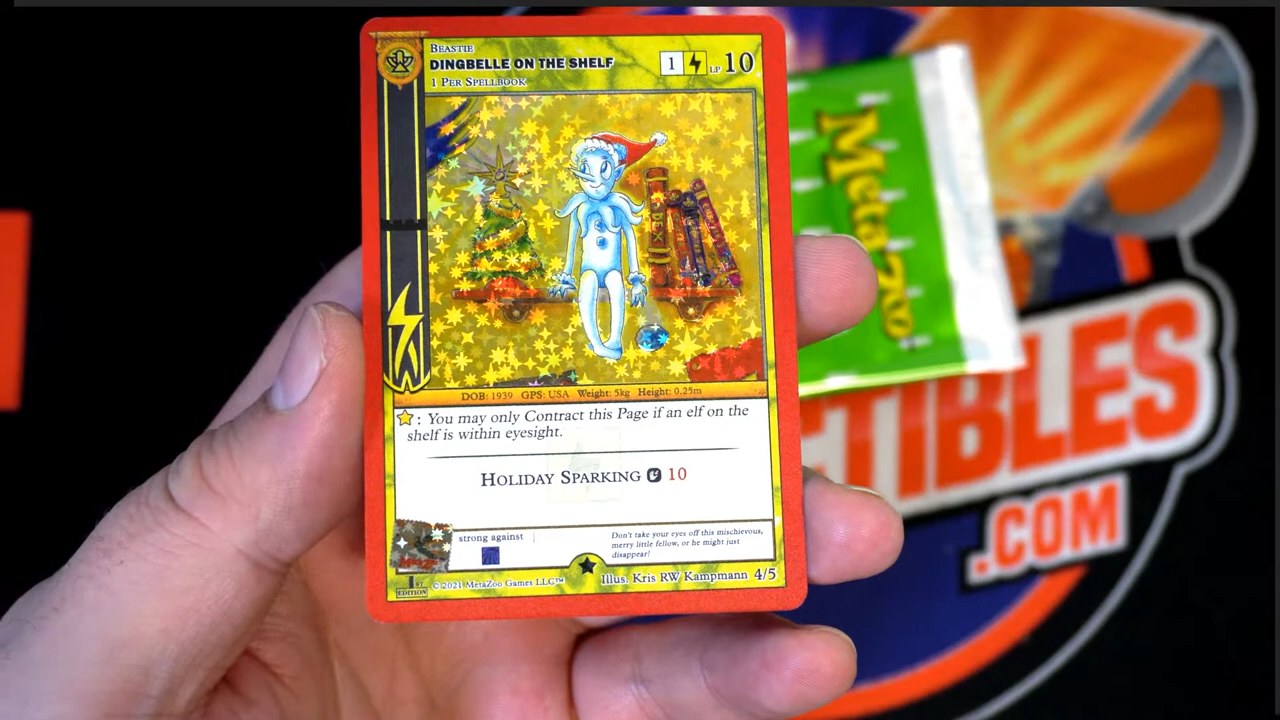 BEASTIE
DINGBELLE ON THE SHELF
1 LP 10
1 PER SPELLBOOK
DOB: 1939 GPS: USA Weight: 5kg Height: 0.25m
: You may only Contract this Page if an elf on the
shelf is within eyesight.
HOLIDAY SPARKING 10
strong against
Don't take your eyes off this mischievous,
merry little fellow, or he might just
disappear!
1ST
EDITION
©2021 METAZOO GAMES LLC™
Illus. Kris RW Kampmann 4/5
MetaZoo
TIBLES
.COM